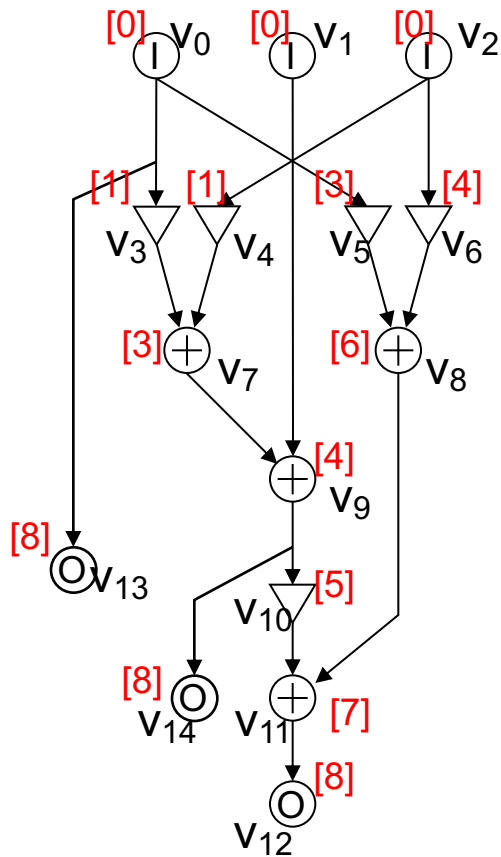 [0] I v0 [0] I v1 [0] I v2
[1] [1] [3] [4]
v3 v4 v5 v6
[3] + v7 [6] + v8
[4] + v9
[8] O v13 [5] v10
[8] O v14 + v11 [7]
[8] O v12